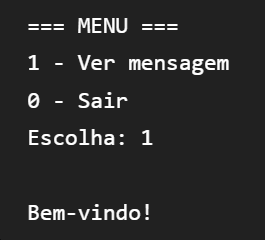 === MENU ===
1 - Ver mensagem
0 - Sair
Escolha: 1
Bem-vindo!